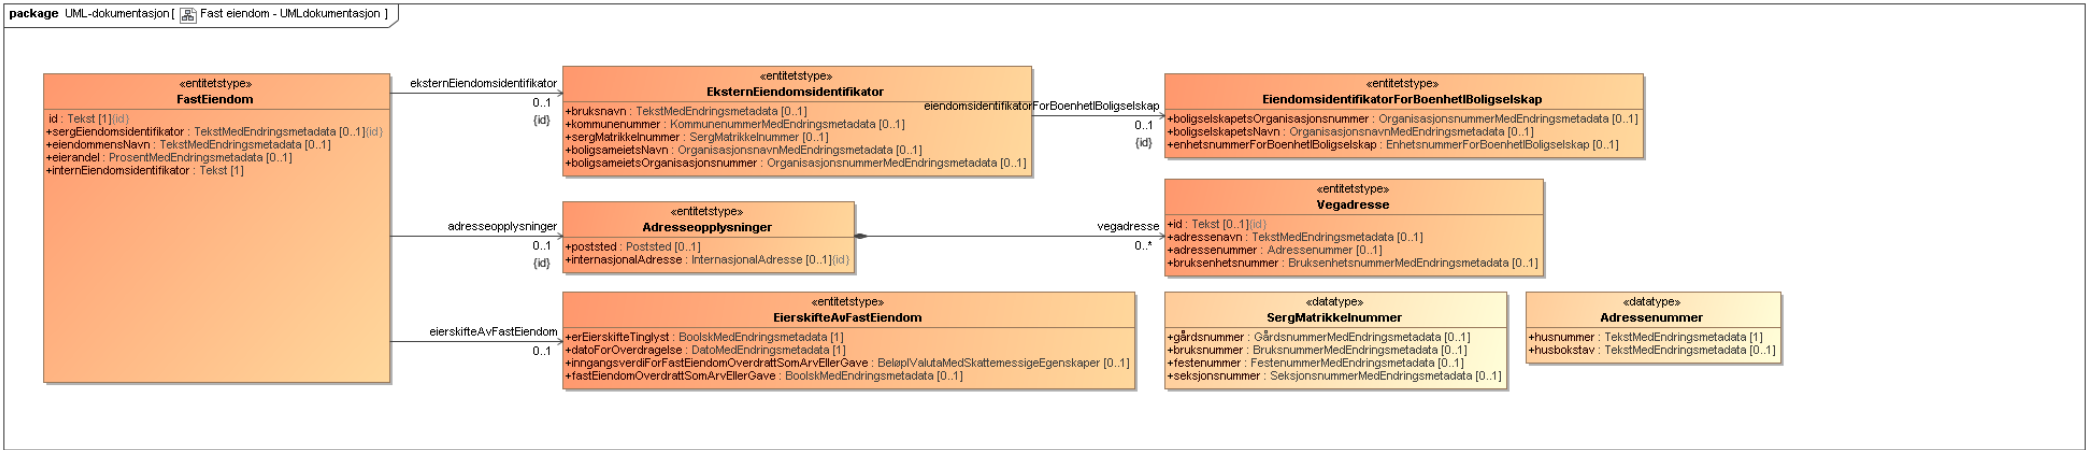 package UML-dokumentasjon [ Fast eiendom - UMLdokumentasjon ]
«entitetstype»
FastEiendom
id : Tekst [1]{id}
+sergEiendomsidentifikator : TekstMedEndringsmetadata [0..1]{id}
+eiendommensNavn : TekstMedEndringsmetadata [0..1]
+eierandel : ProsentMedEndringsmetadata [0..1]
+internEiendomsidentifikator : Tekst [1]
eksternEiendomsidentifikator
0..1
{id}
«entitetstype»
EksternEiendomsidentifikator
+bruksnavn : TekstMedEndringsmetadata [0..1]
+kommunenummer : KommunenummerMedEndringsmetadata [0..1]
+sergMatrikkelnummer : SergMatrikkelnummer [0..1]
+boligsameietsNavn : OrganisasjonsnavnMedEndringsmetadata [0..1]
+boligsameietsOrganisasjonsnummer : OrganisasjonsnummerMedEndringsmetadata [0..1]
eiendomsidentifikatorForBoenhetIBoligselskap
0..1
{id}
«entitetstype»
EiendomsidentifikatorForBoenhetIBoligselskap
+boligselskapetsOrganisasjonsnummer : OrganisasjonsnummerMedEndringsmetadata [0..1]
+boligselskapetsNavn : OrganisasjonsnavnMedEndringsmetadata [0..1]
+enhetsnummerForBoenhetIBoligselskap : EnhetsnummerForBoenhetIBoligselskap [0..1]
adresseopplysninger
0..1
{id}
«entitetstype»
Adresseopplysninger
+poststed : Poststed [0..1]
+internasjonalAdresse : InternasjonalAdresse [0..1]{id}
vegadresse
0..*
«entitetstype»
Vegadresse
+id : Tekst [0..1]{id}
+adressenavn : TekstMedEndringsmetadata [0..1]
+adressenummer : Adressenummer [0..1]
+bruksenhetsnummer : BruksenhetsnummerMedEndringsmetadata [0..1]
eierskifteAvFastEiendom
0..1
«entitetstype»
EierskifteAvFastEiendom
+erEierskifteTinglyst : BoolskMedEndringsmetadata [1]
+datoForOverdragelse : DatoMedEndringsmetadata [1]
+inngangsverdiForFastEiendomOverdrattSomArvEllerGave : BeløpIValutaMedSkattemessigeEgenskaper [0..1]
+fastEiendomOverdrattSomArvEllerGave : BoolskMedEndringsmetadata [0..1]
«datatype»
SergMatrikkelnummer
+gårdsnummer : GårdsnummerMedEndringsmetadata [0..1]
+bruksnummer : BruksnummerMedEndringsmetadata [0..1]
+festenummer : FestenummerMedEndringsmetadata [0..1]
+seksjonsnummer : SeksjonsnummerMedEndringsmetadata [0..1]
«datatype»
Adressenummer
+husnummer : TekstMedEndringsmetadata [1]
+husbokstav : TekstMedEndringsmetadata [0..1]